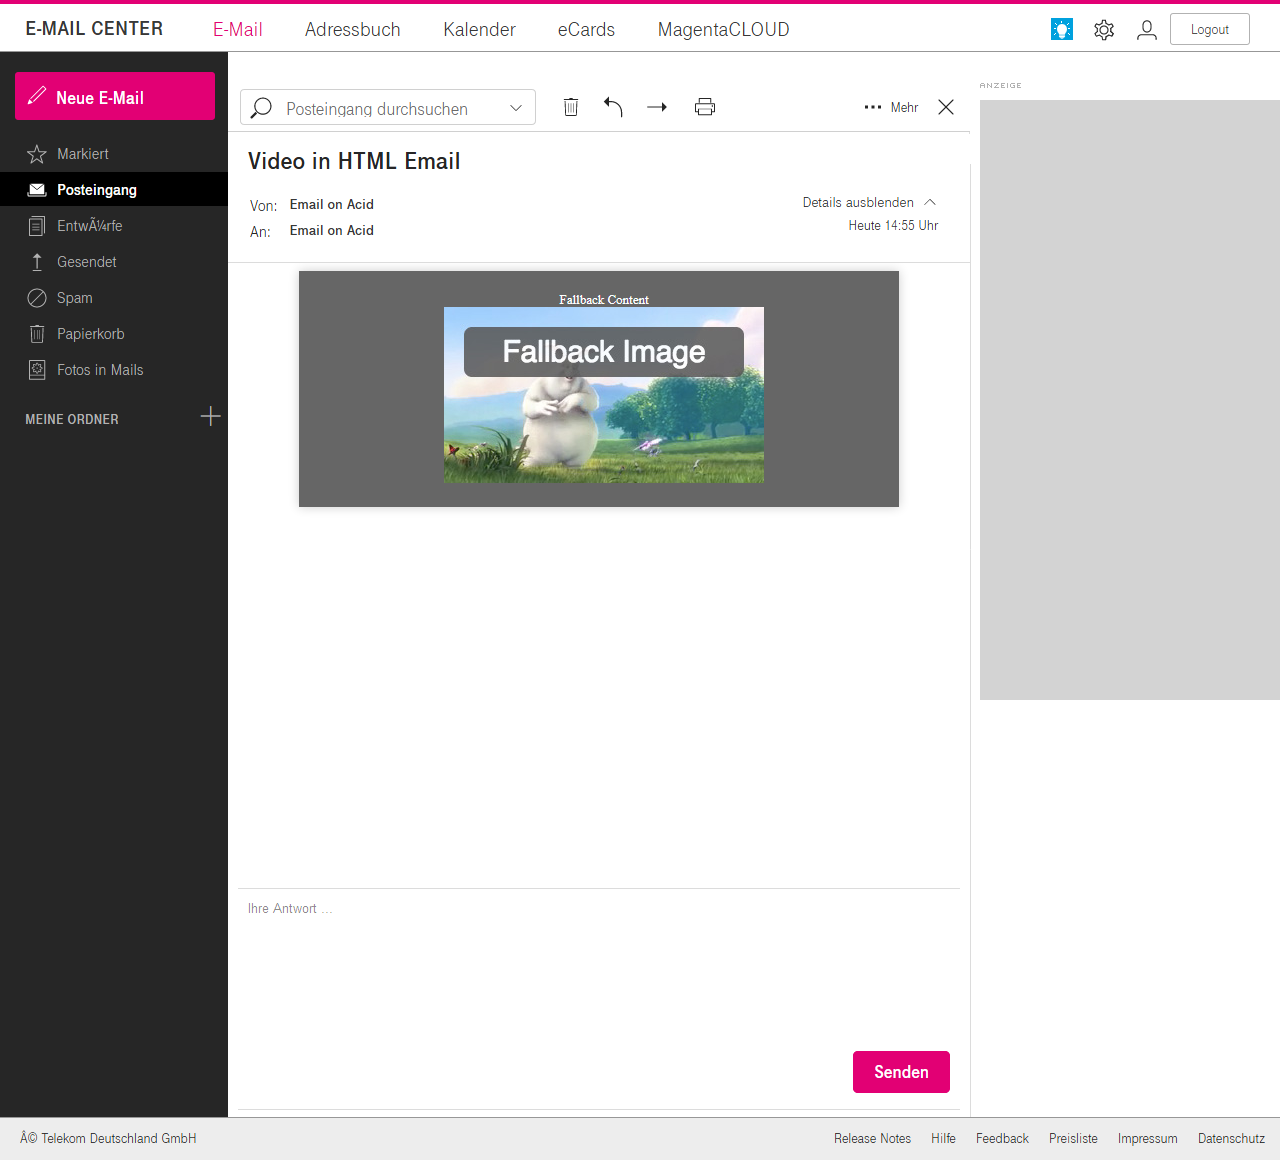 E-MAIL CENTER
E-Mail
Adressbuch
Kalender
eCards
MagentaCLOUD
Logout
Neue E-Mail
Markiert
Posteingang
EntwÃ¼rfe
Gesendet
Spam
Papierkorb
Fotos in Mails
MEINE ORDNER
Posteingang durchsuchen
Mehr
ANZEIGE
Video in HTML Email
Von: Email on Acid
Details ausblenden
Heute 14:55 Uhr
An: Email on Acid
Fallback Content
Fallback Image
Ihre Antwort ...
Senden
Â© Telekom Deutschland GmbH
Release Notes
Hilfe
Feedback
Preisliste
Impressum
Datenschutz